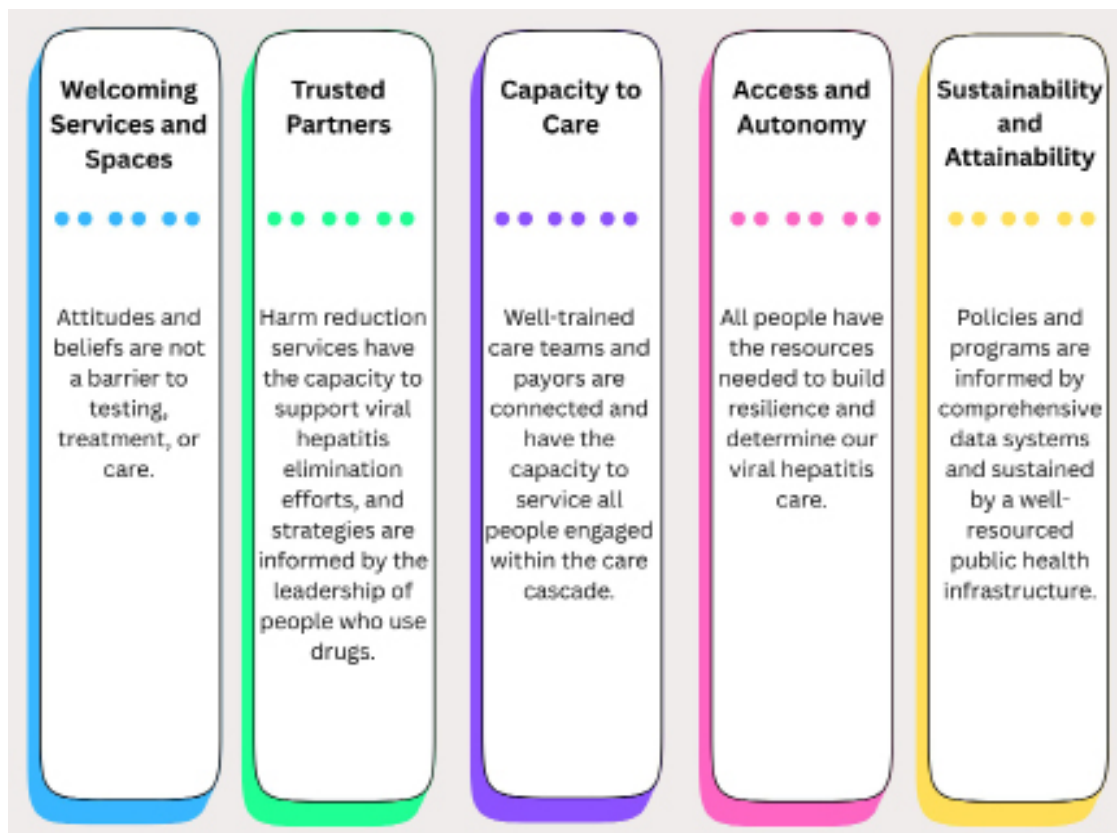 Welcoming
Services and
Spaces
Attitudes and
beliefs are not
a barrier to
testing,
treatment, or
care.
Trusted
Partners
Harm reduction
services have
the capacity to
support viral
hepatitis
elimination
efforts, and
strategies are
informed by the
leadership of
people who use
drugs.
Capacity to
Care
Well-trained
care teams and
payors are
connected and
have the
capacity to
service all
people engaged
within the care
cascade.
Access and
Autonomy
All people have
the resources
needed to build
resilience and
determine our
viral hepatitis
care.
Sustainability
and
Attainability
Policies and
programs are
informed by
comprehensive
data systems
and sustained
by a well-
resourced
public health
infrastructure.